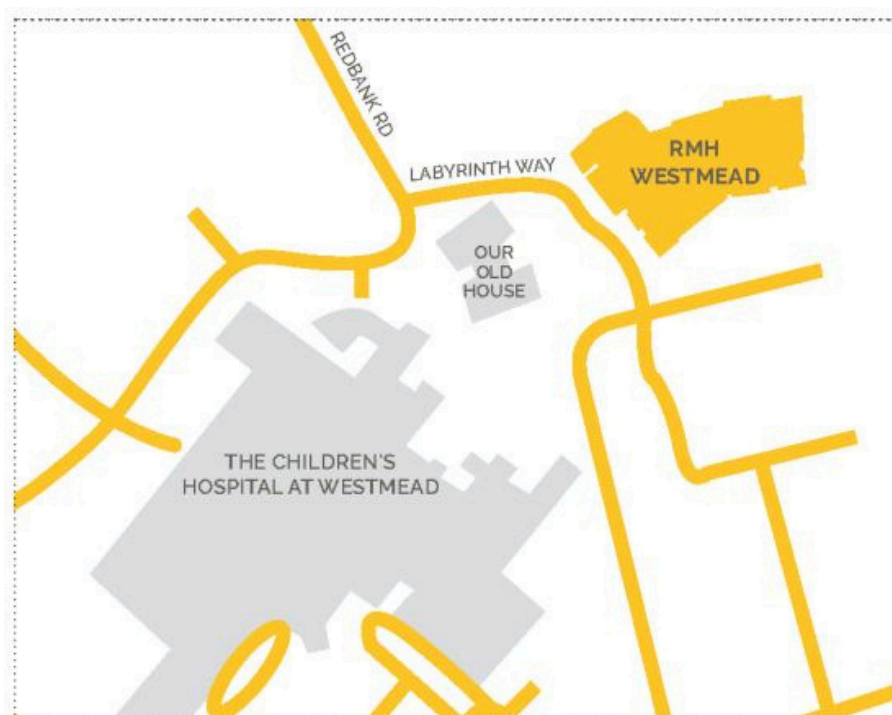 REDBANK RD
LABYRINTH WAY
RMH
WESTMEAD
OUR
OLD
HOUSE
THE CHILDREN'S
HOSPITAL AT WESTMEAD